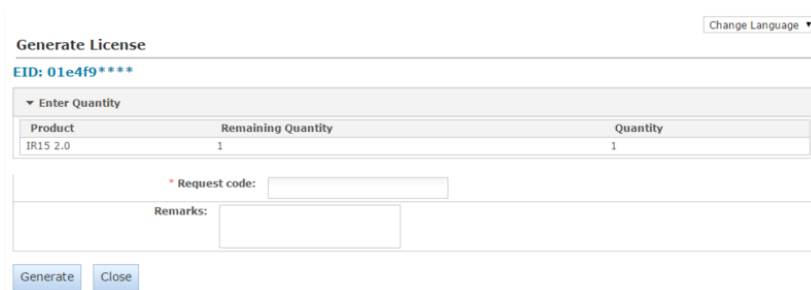 Change Language ▼
Generate License
EID: 01e4f9****
▼ Enter Quantity
Product Remaining Quantity Quantity
IR15 2.0 1 1
* Request code:
Remarks:
Generate Close